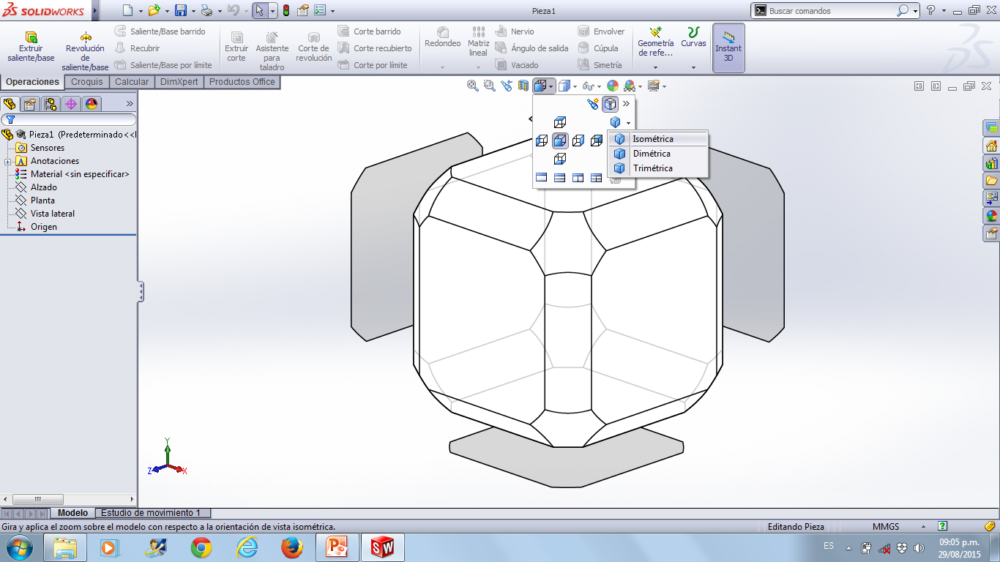 SOLIDWORKS
Pieza1
Buscar comandos
Extruir saliente/base
Revolución de saliente/base
Saliente/Base barrido
Recubrir
Saliente/Base por límite
Extruir corte
Asistente para taladro
Corte de revolución
Corte barrido
Corte recubierto
Corte por límite
Redondeo
Matriz lineal
Nervio
Ángulo de salida
Vaciado
Envolver
Cúpula
Simetría
Geometría de refe...
Curvas
Instant 3D
Operaciones
Croquis
Calcular
DimXpert
Productos Office
Pieza1 (Predeterminado<<
Sensores
Anotaciones
Material <sin especificar>
Alzado
Planta
Vista lateral
Origen
Isométrica
Dimétrica
Trimétrica
Y
Z
X
Modelo
Estudio de movimiento 1
Gira y aplica el zoom sobre el modelo con respecto a la orientación de vista isométrica.
Editando Pieza
MMGS
ES
09:05 p.m.
29/08/2015